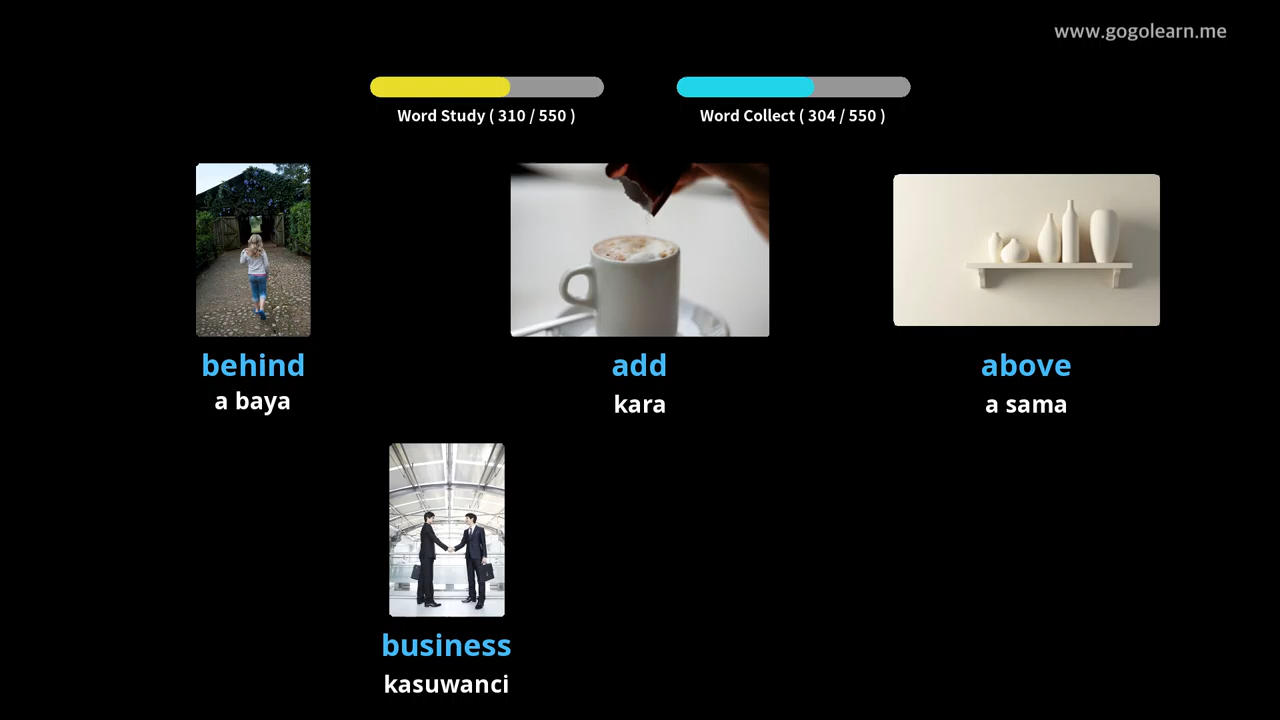 www.gogolearn.me
Word Study ( 310 / 550 )
Word Collect ( 304 / 550 )
behind
a baya
add
kara
above
a sama
business
kasuwanci